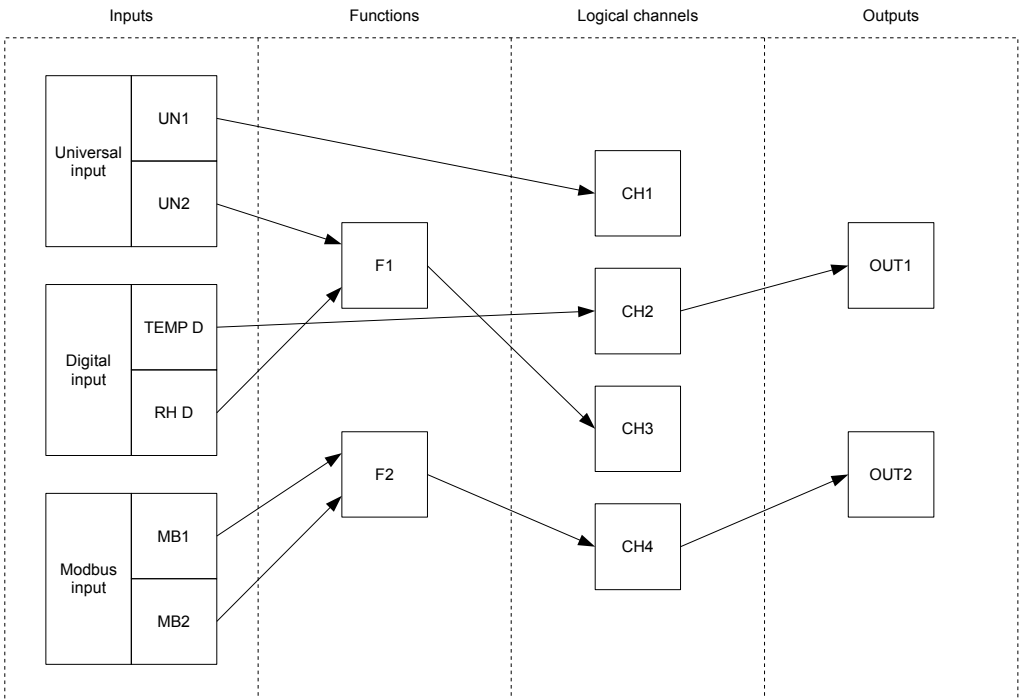 Inputs
Functions
Logical channels
Outputs
Universal
input
UN1
UN2
Digital
input
TEMP D
RH D
Modbus
input
MB1
MB2
F1
F2
CH1
CH2
CH3
CH4
OUT1
OUT2